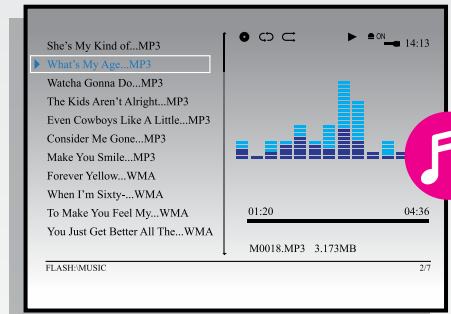 She's My Kind of...MP3
What's My Age...MP3
Watcha Gonna Do...MP3
The Kids Aren't Alright...MP3
Even Cowboys Like A Little...MP3
Consider Me Gone...MP3
Make You Smile...MP3
Forever Yellow...WMA
When I'm Sixty-...WMA
To Make You Feel My...WMA
You Just Get Better All The...WMA
ON
14:13
01:20 04:36
M0018.MP3 3.173MB
FLASH:\MUSIC 2/7